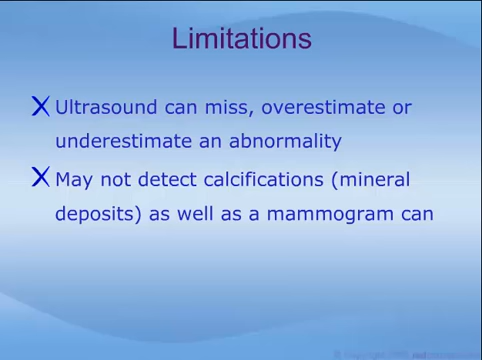 Limitations
X Ultrasound can miss, overestimate or
underestimate an abnormality
X May not detect calcifications (mineral
deposits) as well as a mammogram can
© Copyright